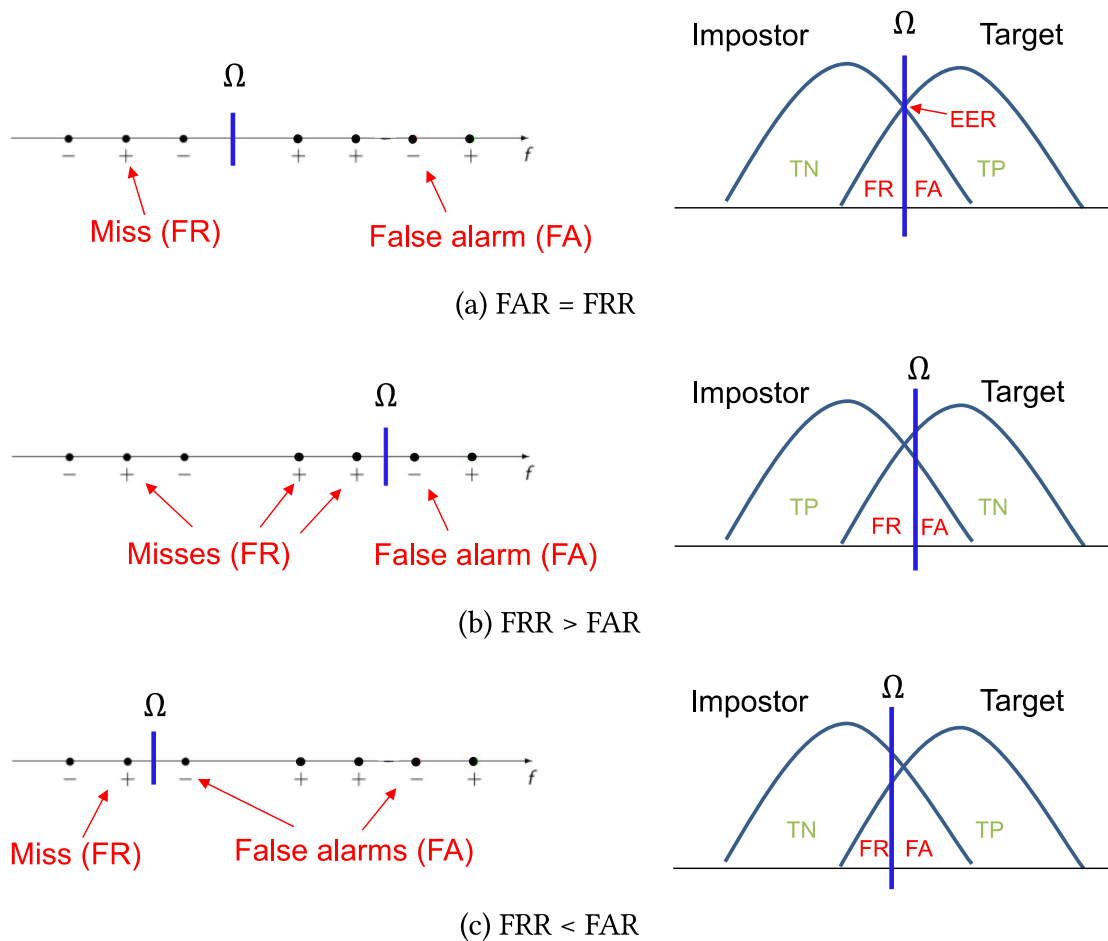 Ω
− + − + + − + f
Miss (FR) False alarm (FA)
Impostor Ω Target
EER
TN FR FA TP
(a) FAR = FRR
Ω
− + − + + − + f
Misses (FR) False alarm (FA)
Impostor Ω Target
TP FR FA TN
(b) FRR > FAR
Ω
− + − + + − + f
Miss (FR) False alarms (FA)
Impostor Ω Target
TN FR FA TP
(c) FRR < FAR